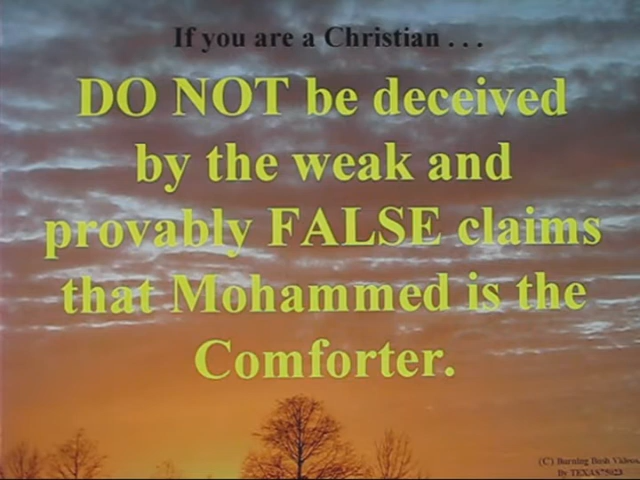 If you are a Christian . . .
DO NOT be deceived
by the weak and
provably FALSE claims
that Mohammed is the
Comforter.
(C) Burning Bush Videos.
By TEXAS75023